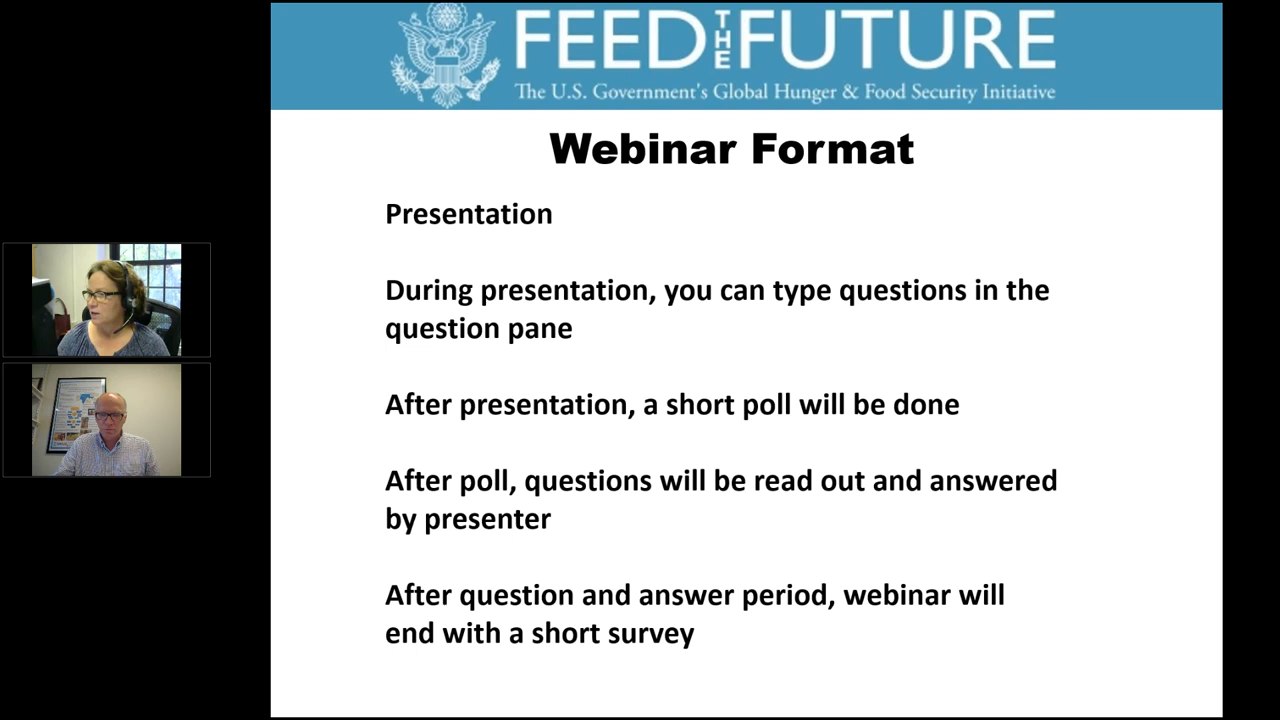 FEED THE FUTURE
The U.S. Government's Global Hunger & Food Security Initiative
Webinar Format
Presentation
During presentation, you can type questions in the
question pane
After presentation, a short poll will be done
After poll, questions will be read out and answered
by presenter
After question and answer period, webinar will
end with a short survey